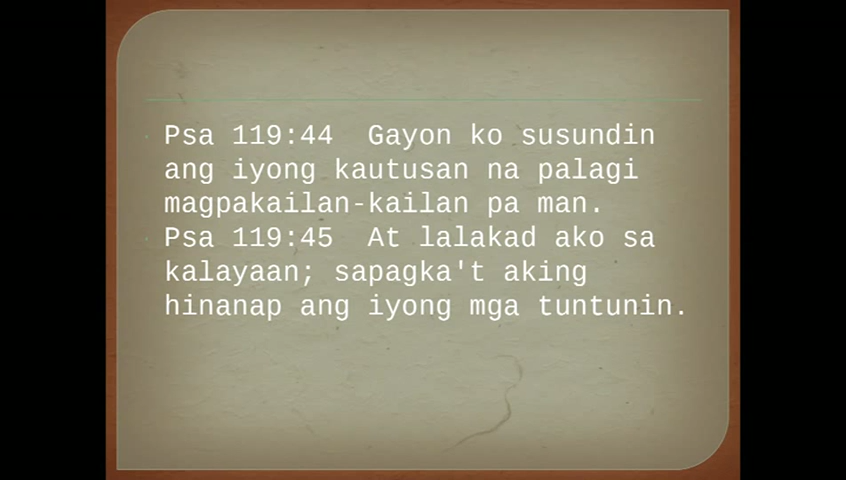 Psa 119:44  Gayon ko susundin
ang iyong kautusan na palagi
magpakailan-kailan pa man.
Psa 119:45  At lalakad ako sa
kalayaan; sapagka't aking
hinanap ang iyong mga tuntunin.